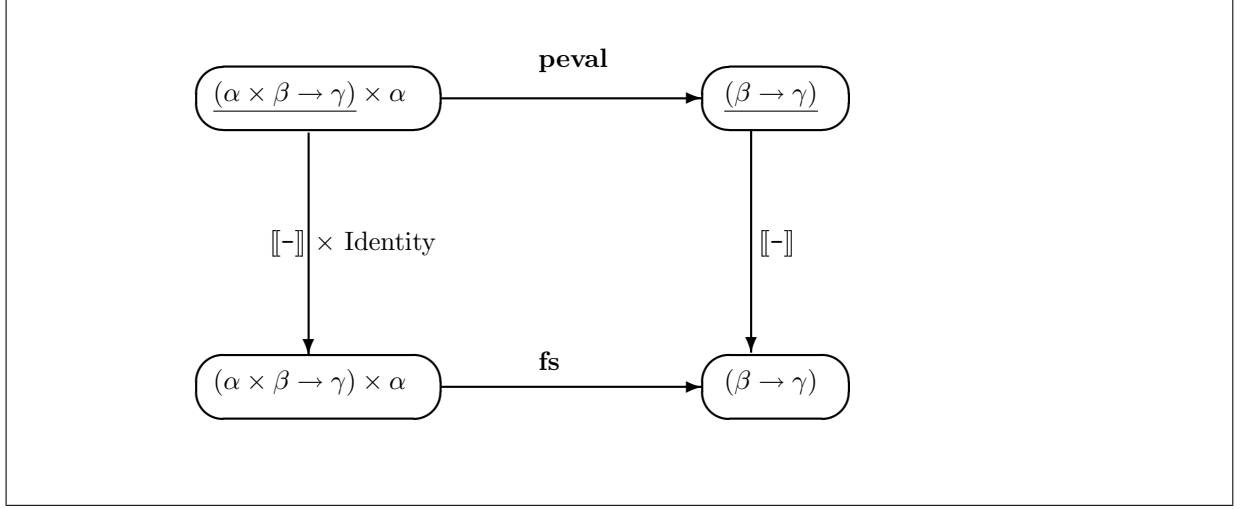 peval
(α × β → γ) × α (β → γ)
⟦-⟧ × Identity ⟦-⟧
fs
(α × β → γ) × α (β → γ)